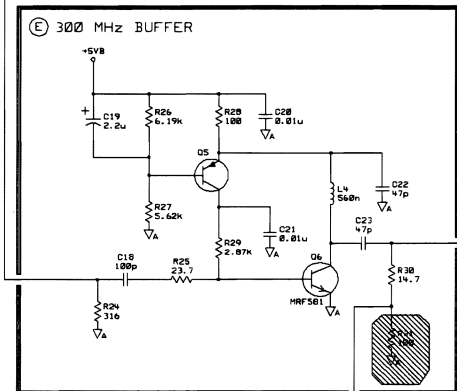 E 300 MHz BUFFER
+5VB
+
C19
2.2u
R26
6.19k
R28
100
C20
0.01u
A
Q5
R27
5.62k
A
L4
560n
C22
47p
A
C21
0.01u
A
C23
47p
R29
2.87k
C18
100p
R25
23.7
Q6
MRF581
A
R30
14.7
R24
316
A
100
A